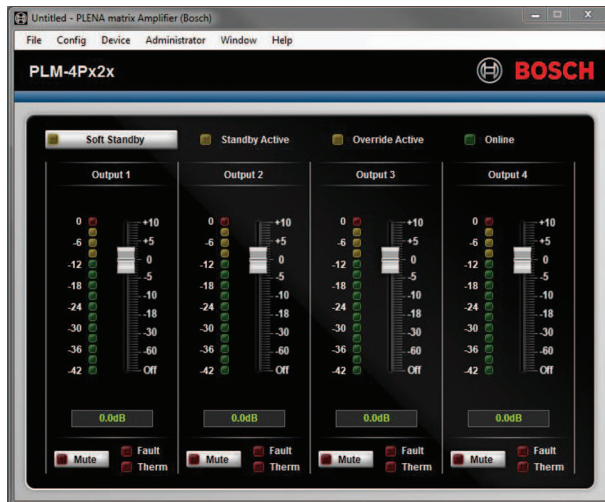 Untitled - PLENA matrix Amplifier (Bosch)
File Config Device Administrator Window Help
PLM-4Px2x BOSCH
Soft Standby Standby Active Override Active Online
Output 1 Output 2 Output 3 Output 4
0 +10 0 +10 0 +10 0 +10
-6 +5 -6 +5 -6 +5 -6 +5
0 0 0 0
-12 -5 -12 -5 -12 -5 -12 -5
-18 -10 -18 -10 -18 -10 -18 -10
-24 -18 -24 -18 -24 -18 -24 -18
-30 -30 -30 -30 -30 -30 -30 -30
-36 -60 -36 -60 -36 -60 -36 -60
-42 Off -42 Off -42 Off -42 Off
0.0dB 0.0dB 0.0dB 0.0dB
Mute Fault Mute Fault Mute Fault Mute Fault
Therm Therm Therm Therm